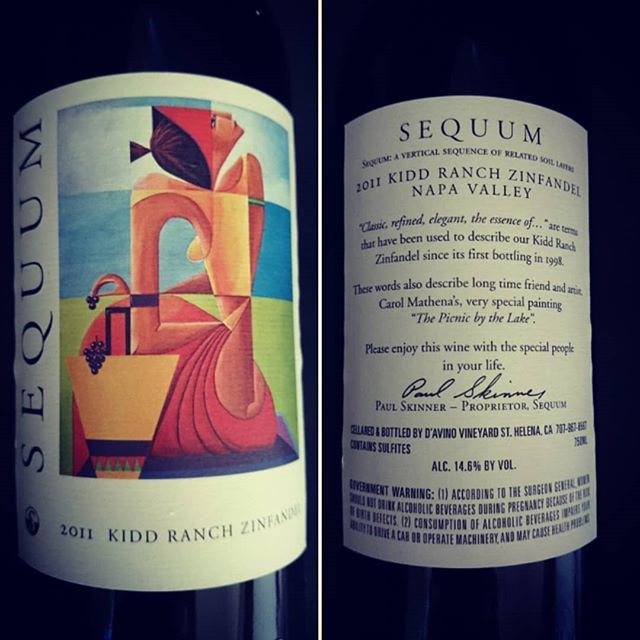 SEQUUM
2011 KIDD RANCH ZINFANDEL
SEQUUM
SEQUUM: A VERTICAL SEQUENCE OF RELATED SOIL LAYERS
2011 KIDD RANCH ZINFANDEL
NAPA VALLEY
"Classic, refined, elegant, the essence of..." are terms
that have been used to describe our Kidd Ranch
Zinfandel since its first bottling in 1998.
These words also describe long time friend and artist,
Carol Mathena's, very special painting
"The Picnic by the Lake".
Please enjoy this wine with the special people
in your life.
Paul Skinner
PAUL SKINNER – PROPRIETOR, SEQUUM
CELLARED & BOTTLED BY D'AVINO VINEYARD ST. HELENA, CA 707-967-8567
CONTAINS SULFITES 750ML
ALC. 14.6% BY VOL.
GOVERNMENT WARNING: (1) ACCORDING TO THE SURGEON GENERAL, WOMEN
SHOULD NOT DRINK ALCOHOLIC BEVERAGES DURING PREGNANCY BECAUSE OF THE RISK
OF BIRTH DEFECTS. (2) CONSUMPTION OF ALCOHOLIC BEVERAGES IMPAIRS YOUR
ABILITY TO DRIVE A CAR OR OPERATE MACHINERY, AND MAY CAUSE HEALTH PROBLEMS